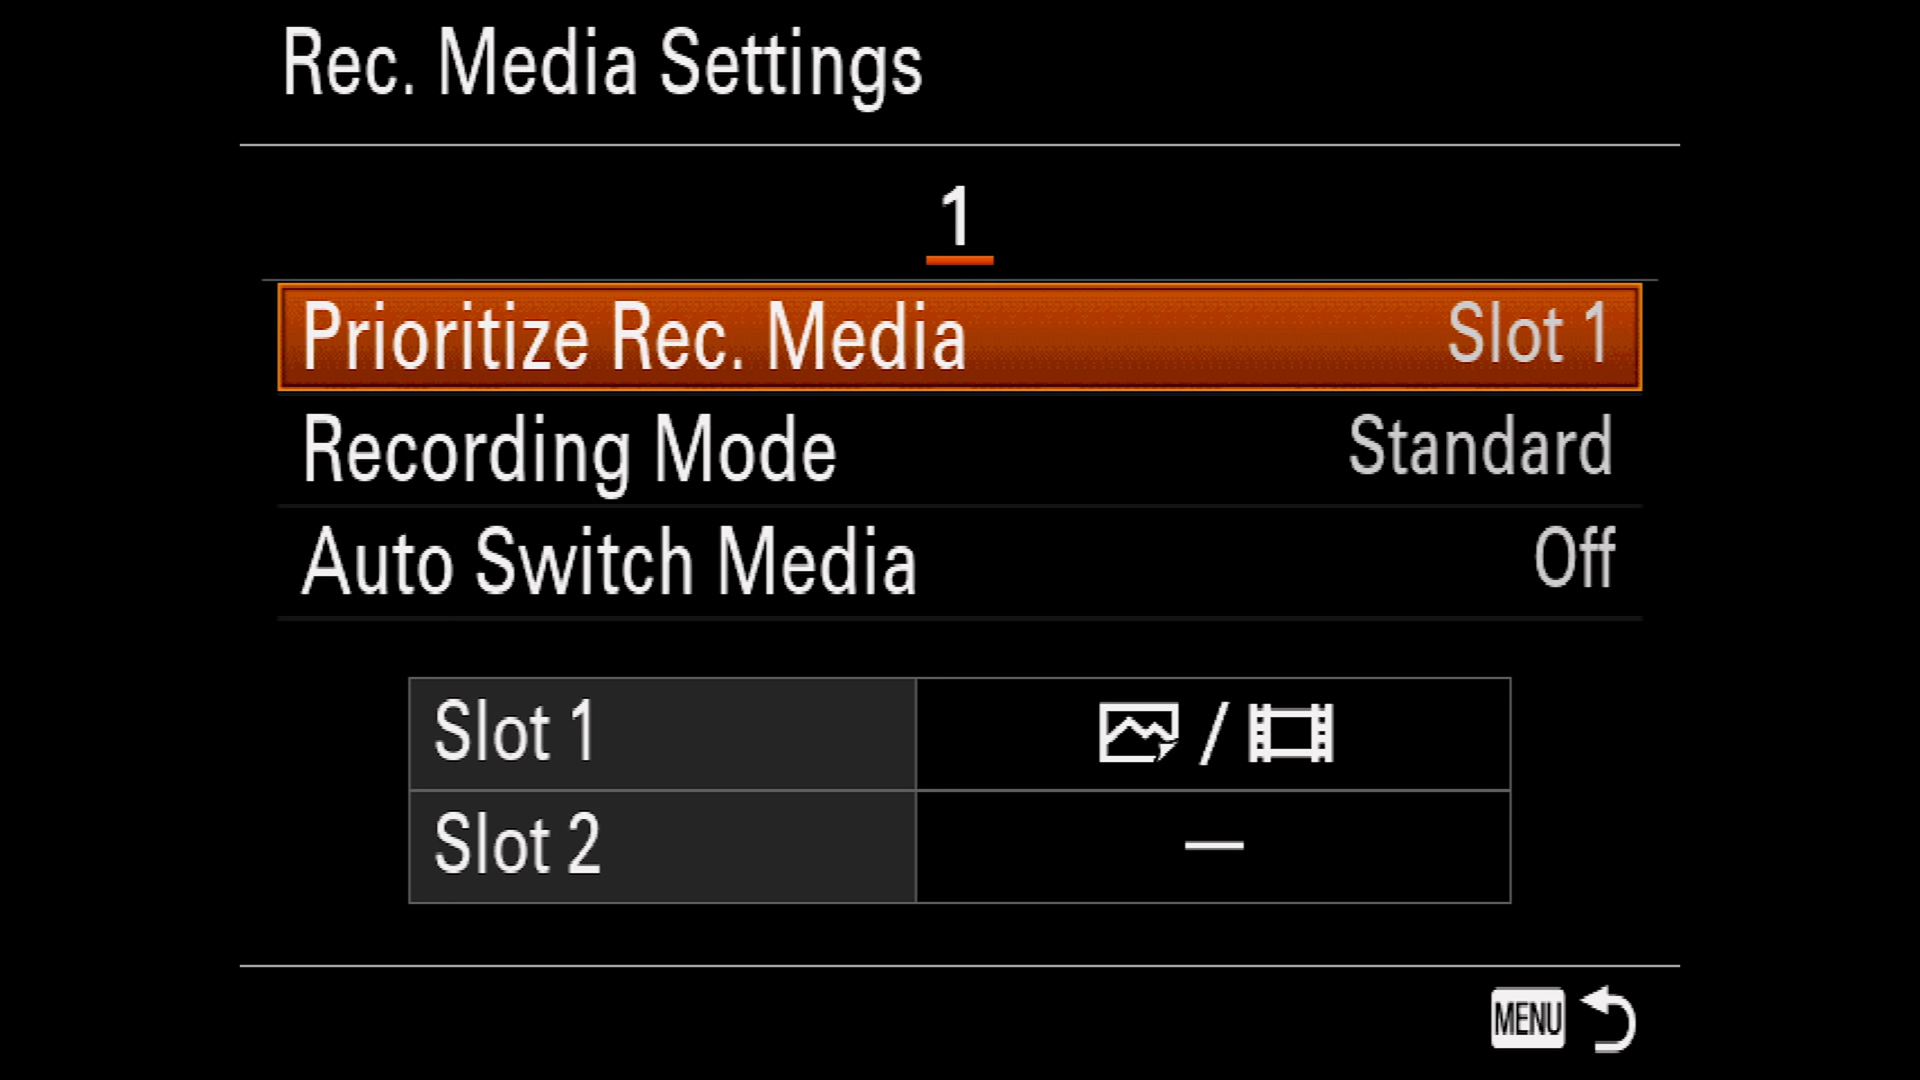 Rec. Media Settings
1
Prioritize Rec. Media Slot 1
Recording Mode Standard
Auto Switch Media Off
Slot 1 /
Slot 2 —
MENU